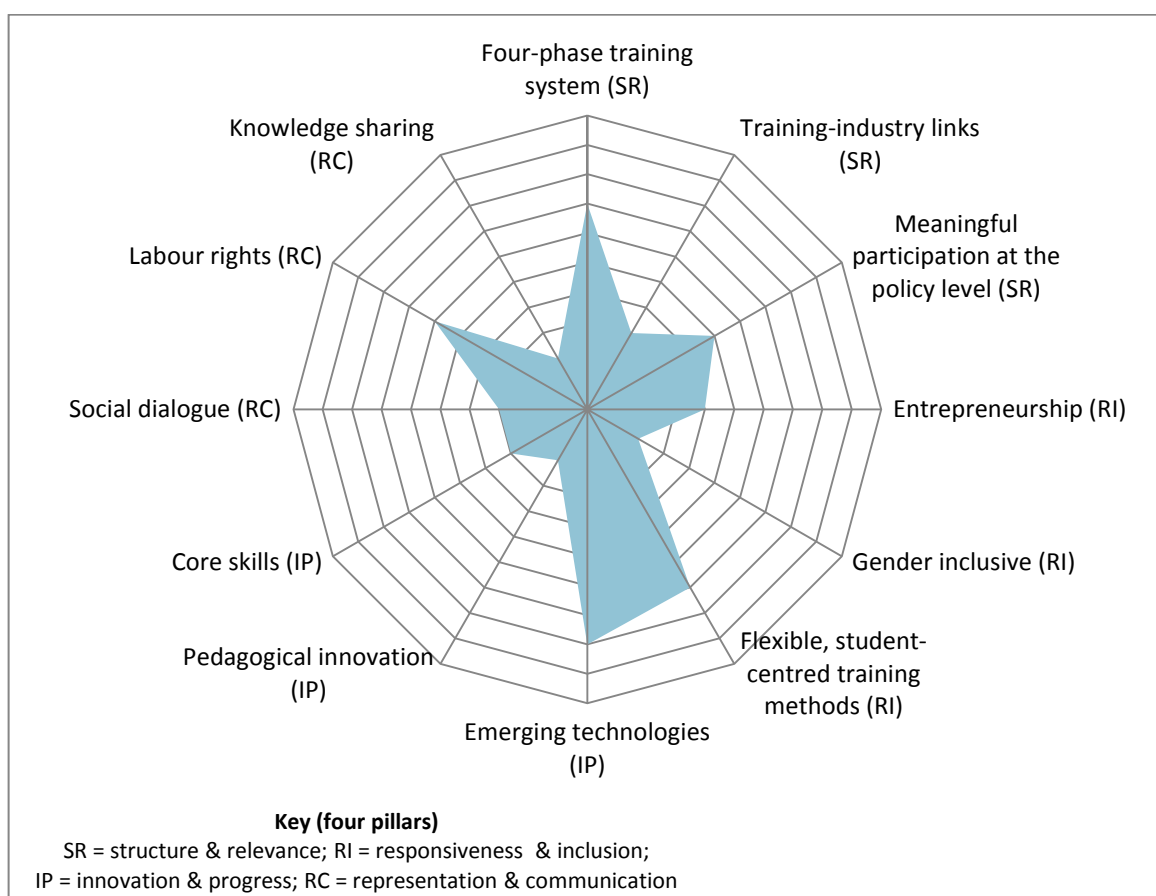 Four-phase training
system (SR)
Training-industry links
(SR)
Meaningful
participation at the
policy level (SR)
Entrepreneurship (RI)
Gender inclusive (RI)
Flexible, student-
centred training
methods (RI)
Emerging technologies
(IP)
Pedagogical innovation
(IP)
Core skills (IP)
Social dialogue (RC)
Labour rights (RC)
Knowledge sharing
(RC)
Key (four pillars)
SR = structure & relevance; RI = responsiveness & inclusion;
IP = innovation & progress; RC = representation & communication